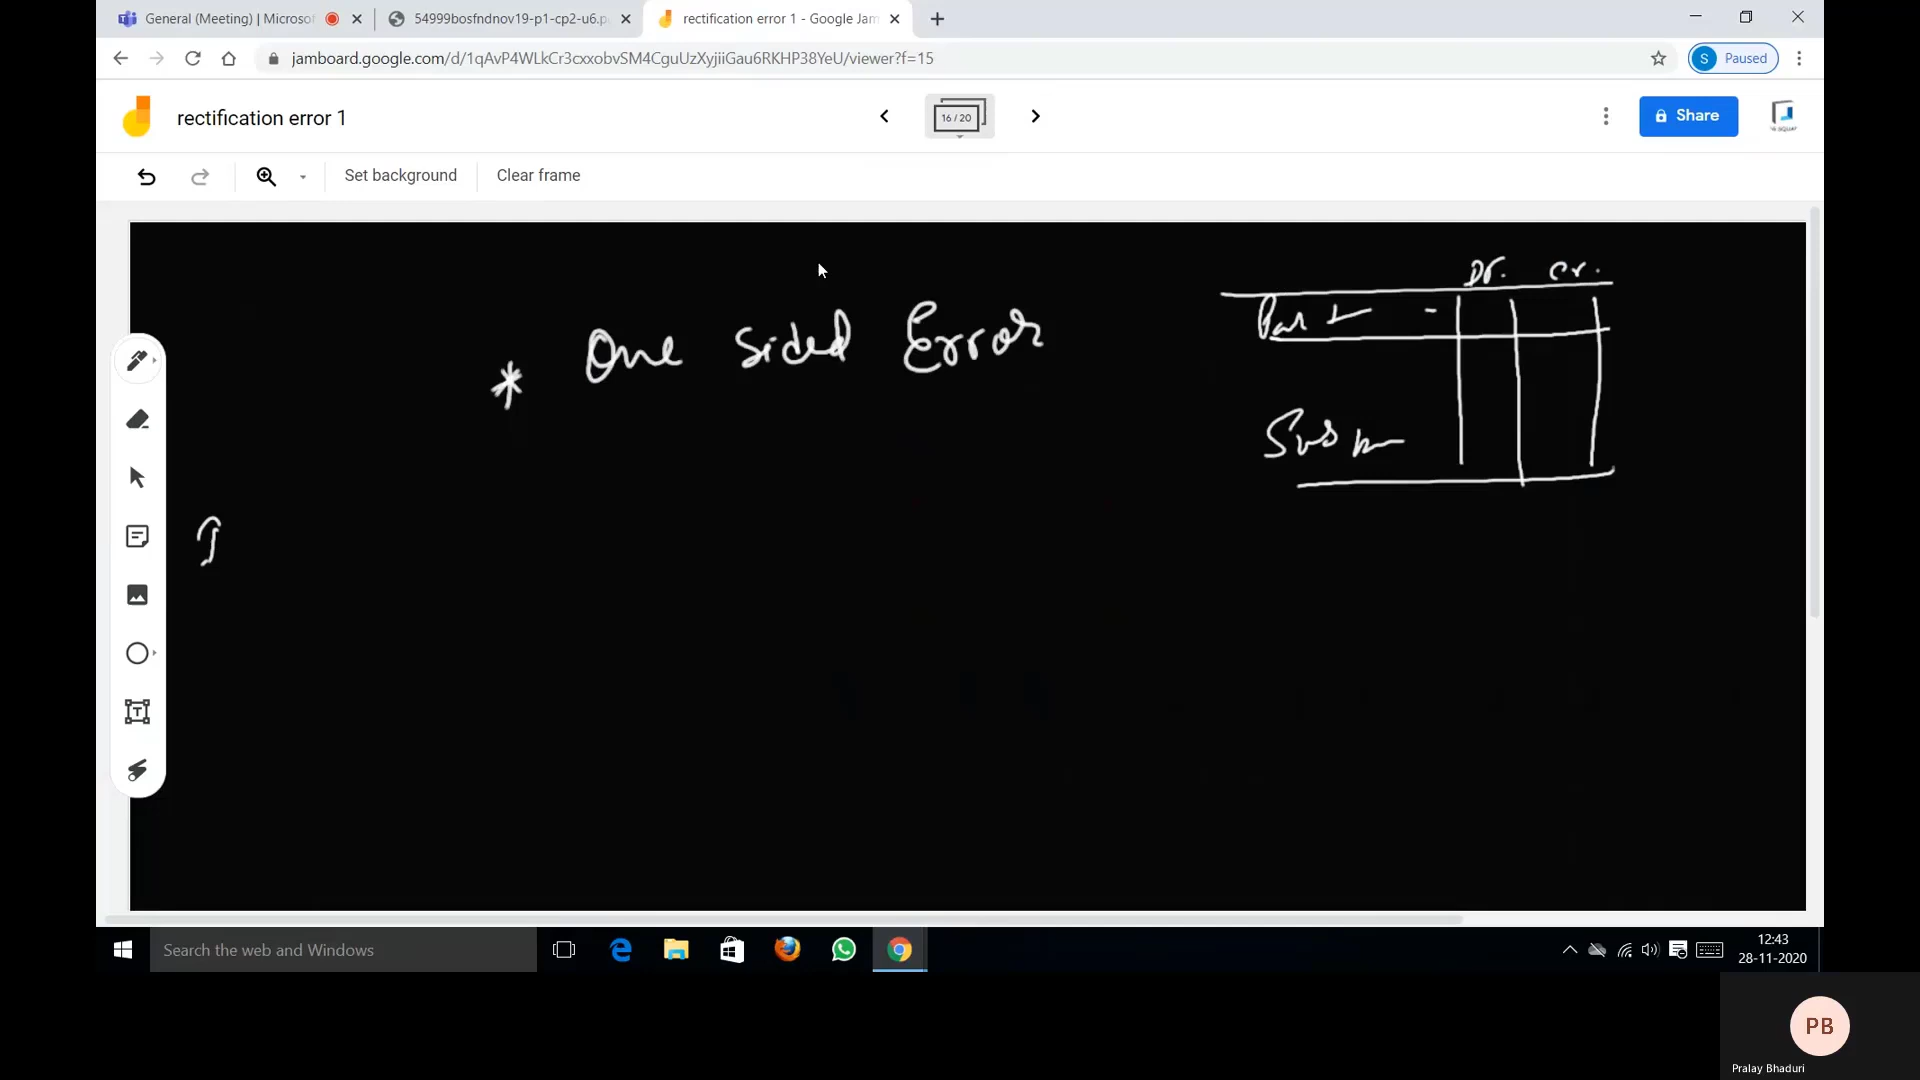 General (Meeting) | Microso
54999bosfndnov19-p1-cp2-u6.p
rectification error 1 - Google Jam
jamboard.google.com/d/1qAvP4WLkCr3cxxobvSM4CguUzXyjiiGau6RKHP38YeU/viewer?f=15
S Paused
rectification error 1
16 / 20
Share
Set background
Clear frame
Dr. Cr.
* One Sided Error
Search the web and Windows
12:43
28-11-2020
PB
Pralay Bhaduri